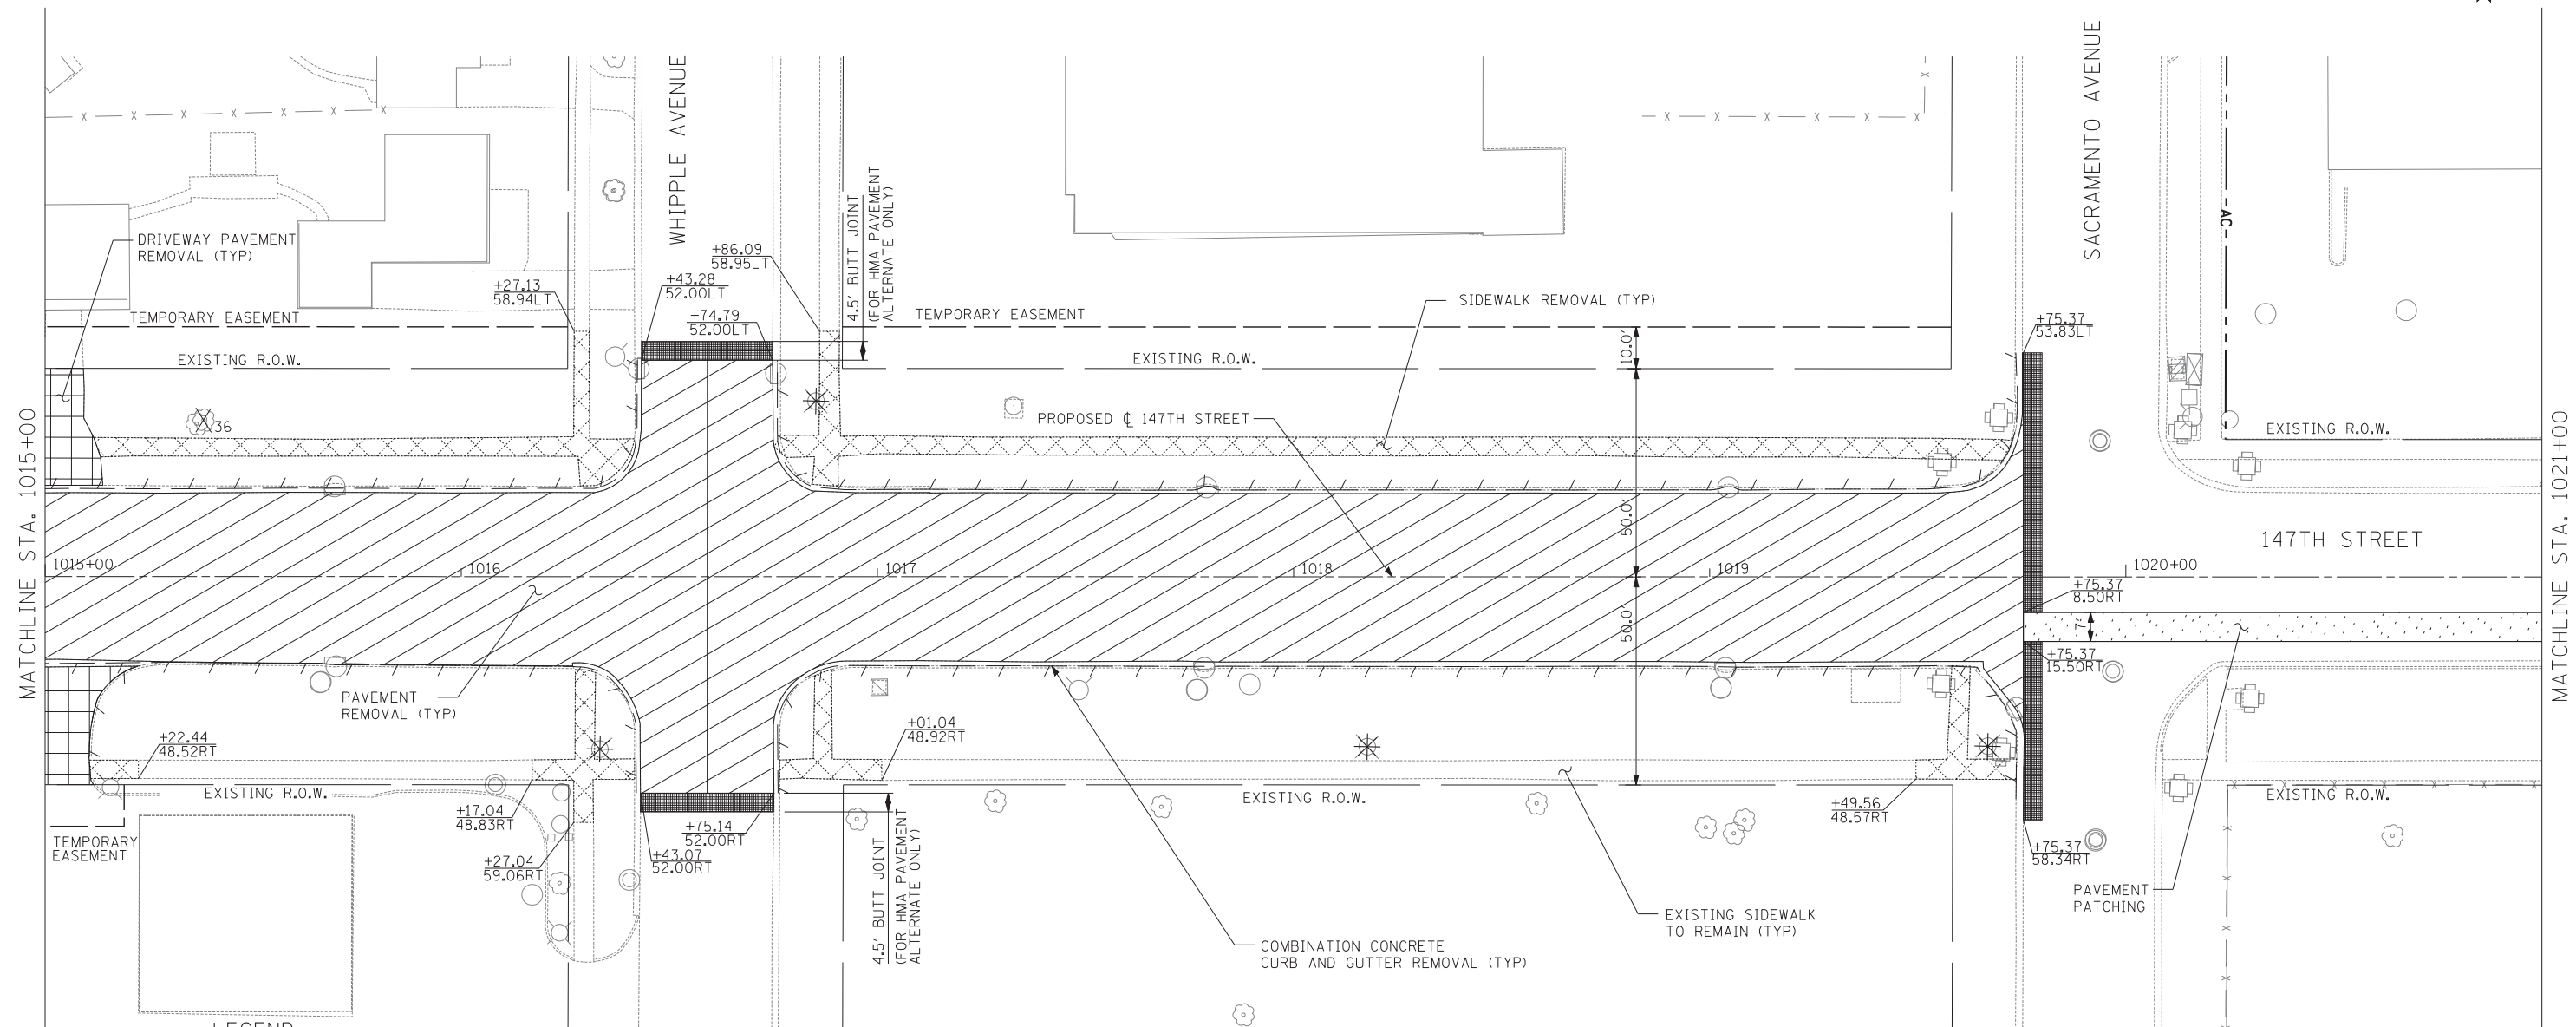 WHIPPLE AVENUE
SACRAMENTO AVENUE
AC
DRIVEWAY PAVEMENT
REMOVAL (TYP)
+86.09
58.95LT
4.5' BUTT JOINT
(FOR HMA PAVEMENT
ALTERNATE ONLY)
+27.13
58.94LT
+43.28
52.00LT
SIDEWALK REMOVAL (TYP)
TEMPORARY EASEMENT
+74.79
52.00LT
TEMPORARY EASEMENT
+75.37
53.83LT
EXISTING R.O.W.
EXISTING R.O.W.
10.0'
MATCHLINE STA. 1015+00
36
PROPOSED ℄ 147TH STREET
EXISTING R.O.W.
MATCHLINE STA. 1021+00
50.0'
147TH STREET
1015+00
1016
1017
1018
1019
1020+00
+75.37
8.50RT
50.0'
7'
+75.37
15.50RT
PAVEMENT
REMOVAL (TYP)
+22.44
48.52RT
+01.04
48.92RT
EXISTING R.O.W.
EXISTING R.O.W.
EXISTING R.O.W.
+17.04
48.83RT
+49.56
48.57RT
+75.14
52.00RT
TEMPORARY
EASEMENT
+27.04
59.06RT
+43.07
52.00RT
4.5' BUTT JOINT
(FOR HMA PAVEMENT
ALTERNATE ONLY)
+75.37
58.34RT
PAVEMENT
PATCHING
EXISTING SIDEWALK
TO REMAIN (TYP)
COMBINATION CONCRETE
CURB AND GUTTER REMOVAL (TYP)
LEGEND